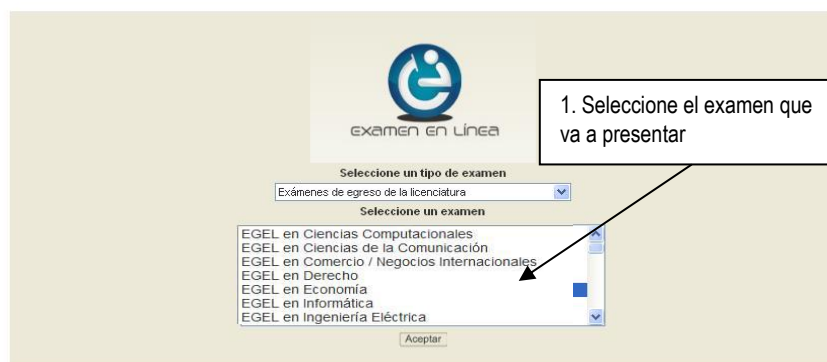 examen en Línea
1. Seleccione el examen que
va a presentar
Seleccione un tipo de examen
Exámenes de egreso de la licenciatura
Seleccione un examen
EGEL en Ciencias Computacionales
EGEL en Ciencias de la Comunicación
EGEL en Comercio / Negocios Internacionales
EGEL en Derecho
EGEL en Economía
EGEL en Informática
EGEL en Ingeniería Eléctrica
Aceptar